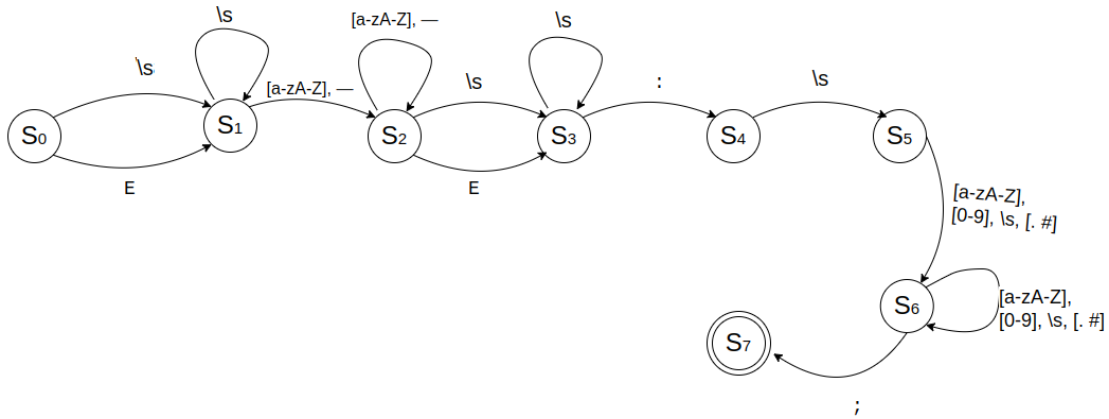 \s
[a-zA-Z], —
\s
\s
[a-zA-Z], —
\s
:
\s
S0
S1
S2
S3
S4
S5
E
E
[a-zA-Z],
[0-9], \s, [. #]
S6
[a-zA-Z],
[0-9], \s, [. #]
S7
;